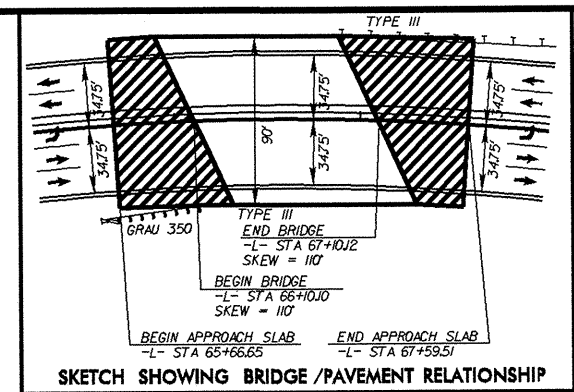 TYPE III
34.75'
34.75'
34.75'
90'
34.75'
34.75'
34.75'
GRAU 350
TYPE III
END BRIDGE
-L- STA 67+10.12
SKEW = 110°
BEGIN BRIDGE
-L- STA 66+10.10
SKEW = 110°
BEGIN APPROACH SLAB
-L- STA 65+66.65
END APPROACH SLAB
-L- STA 67+59.51
SKETCH SHOWING BRIDGE /PAVEMENT RELATIONSHIP